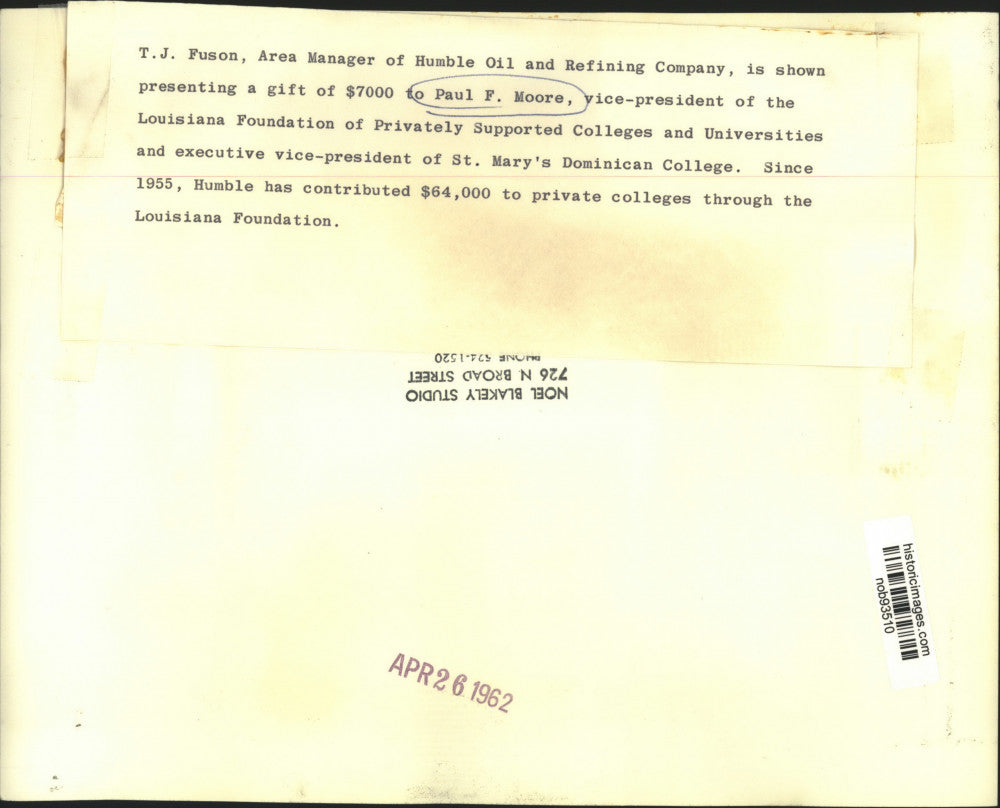 T.J. Fuson, Area Manager of Humble Oil and Refining Company, is shown
presenting a gift of $7000 to Paul F. Moore, vice-president of the
Louisiana Foundation of Privately Supported Colleges and Universities
and executive vice-president of St. Mary's Dominican College. Since
1955, Humble has contributed $64,000 to private colleges through the
Louisiana Foundation.
NOEL BLAKELY STUDIO
726 N BROAD STREET
PHONE 524-1520
historicimages.com
nob93510
APR 26 1962